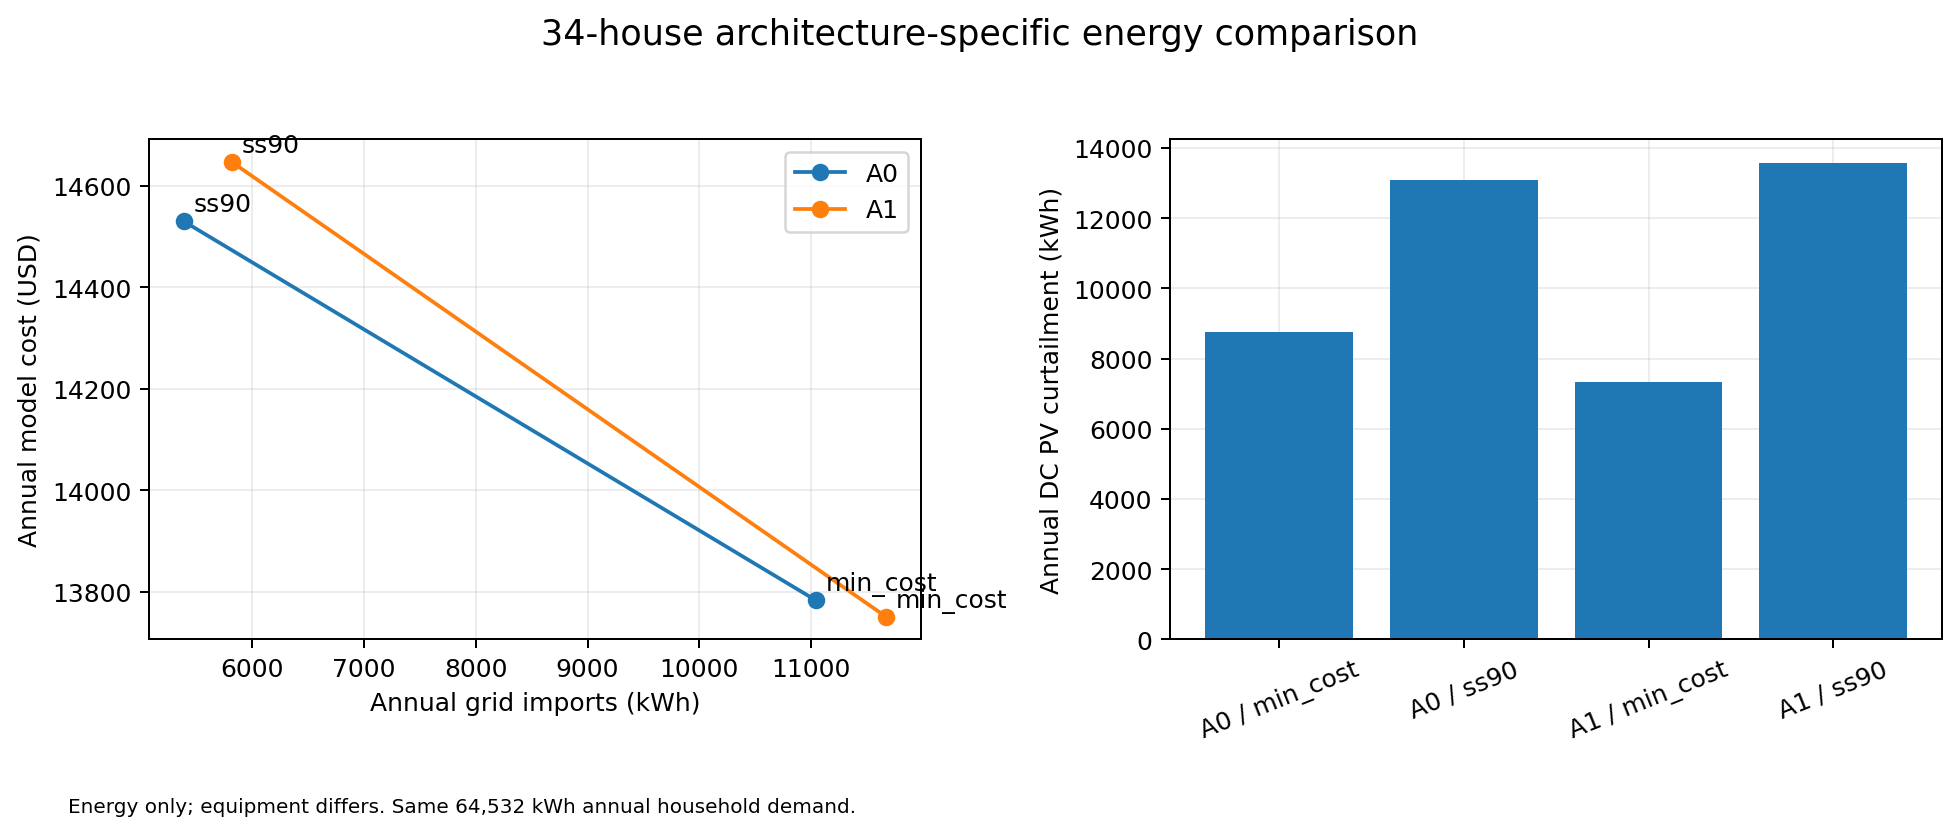 34-house architecture-specific energy comparison
ss90
ss90
min_cost
min_cost
A0
A1
14600
14400
14200
14000
13800
Annual model cost (USD)
6000 7000 8000 9000 10000 11000
Annual grid imports (kWh)
14000
12000
10000
8000
6000
4000
2000
0
Annual DC PV curtailment (kWh)
A0 / min_cost
A0 / ss90
A1 / min_cost
A1 / ss90
Energy only; equipment differs. Same 64,532 kWh annual household demand.